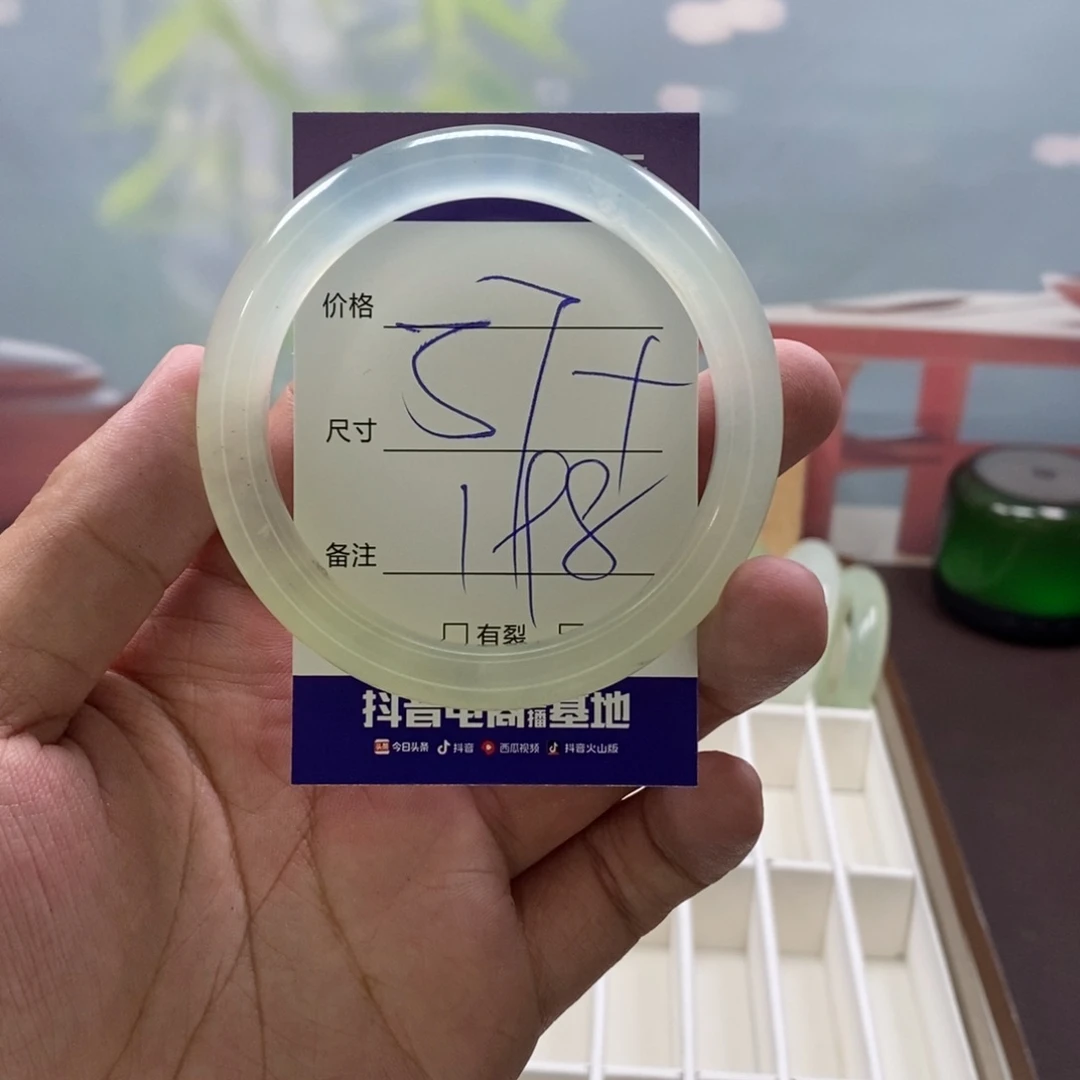 价格
57+
尺寸
198
备注
有裂
抖音电商直播基地
今日头条 抖音 西瓜视频 抖音火山版